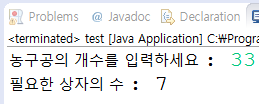 Problems @ Javadoc Declaration
<terminated> test [Java Application] C:\Progra
농구공의 개수를 입력하세요 : 33
필요한 상자의 수 : 7